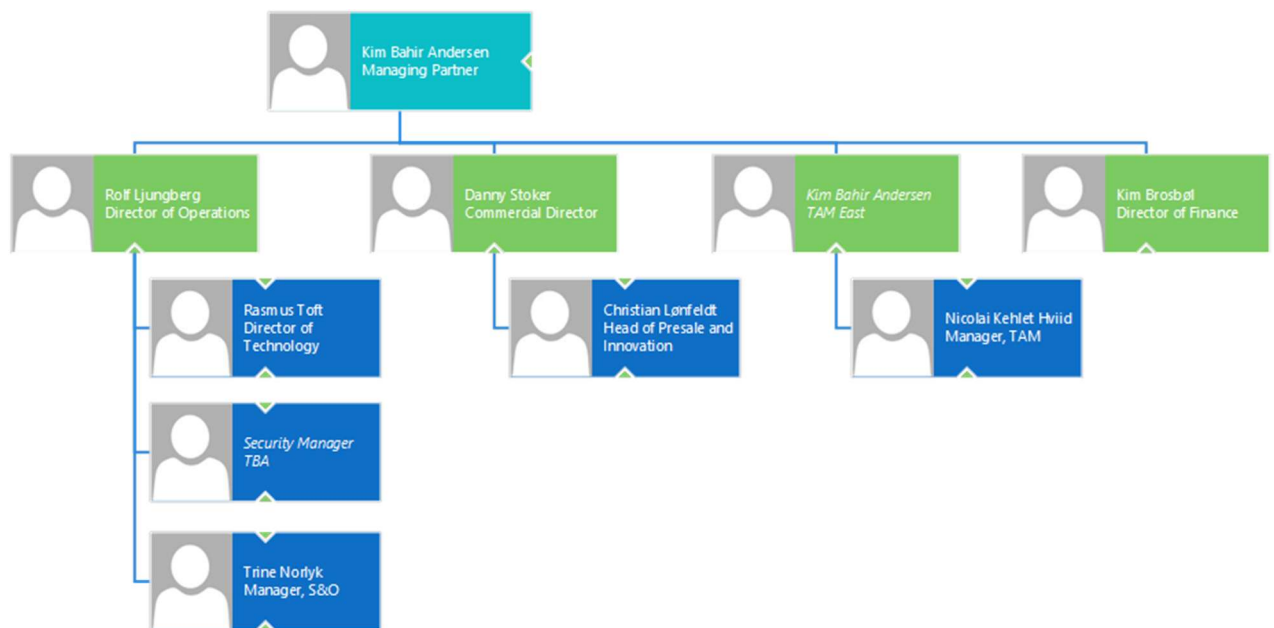 Kim Bahir Andersen
Managing Partner
Rolf Ljungberg
Director of Operations
Danny Stoker
Commercial Director
Kim Bahir Andersen
TAM East
Kim Brosbøl
Director of Finance
Rasmus Toft
Director of
Technology
Christian Lønfeldt
Head of Presale and
Innovation
Nicolai Kehlet Hviid
Manager, TAM
Security Manager
TBA
Trine Norlyk
Manager, S&O